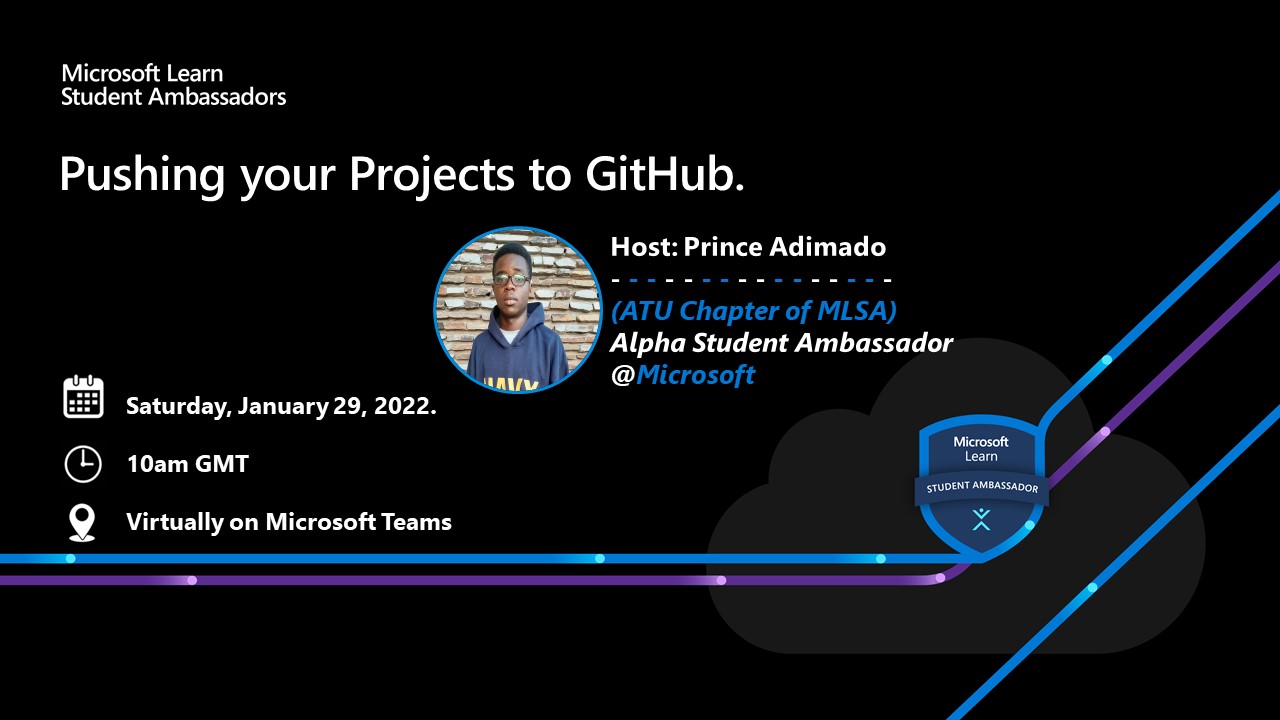 Microsoft Learn
Student Ambassadors
Pushing your Projects to GitHub.
Host: Prince Adimado
- - - - - - - - - - - - - - - -
(ATU Chapter of MLSA)
Alpha Student Ambassador
@Microsoft
NAVY
Saturday, January 29, 2022.
10am GMT
Virtually on Microsoft Teams
Microsoft
Learn
STUDENT AMBASSADOR